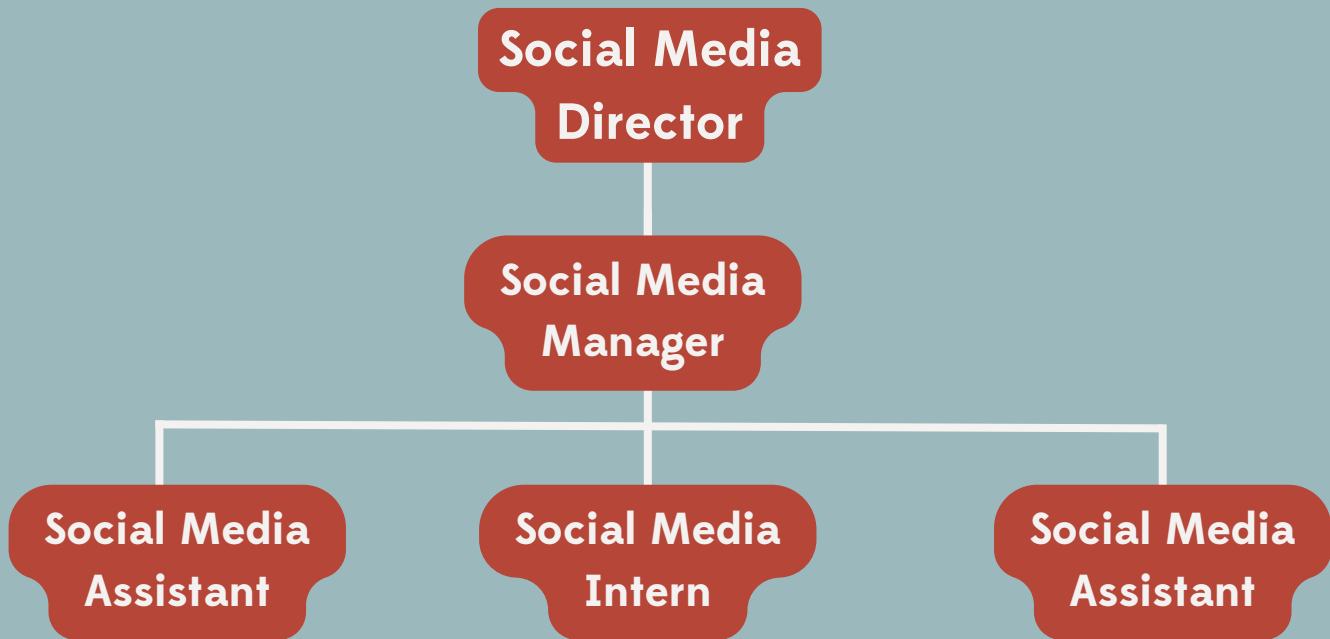 Social Media
Director
Social Media
Manager
Social Media
Assistant
Social Media
Intern
Social Media
Assistant